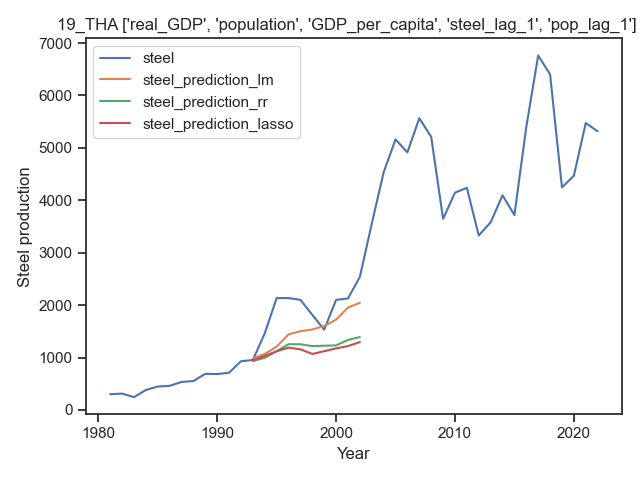 19_THA ['real_GDP', 'population', 'GDP_per_capita', 'steel_lag_1', 'pop_lag_1']
steel
steel_prediction_lm
steel_prediction_rr
steel_prediction_lasso
7000
6000
5000
4000
3000
2000
1000
0
Steel production
1980
1990
2000
2010
2020
Year